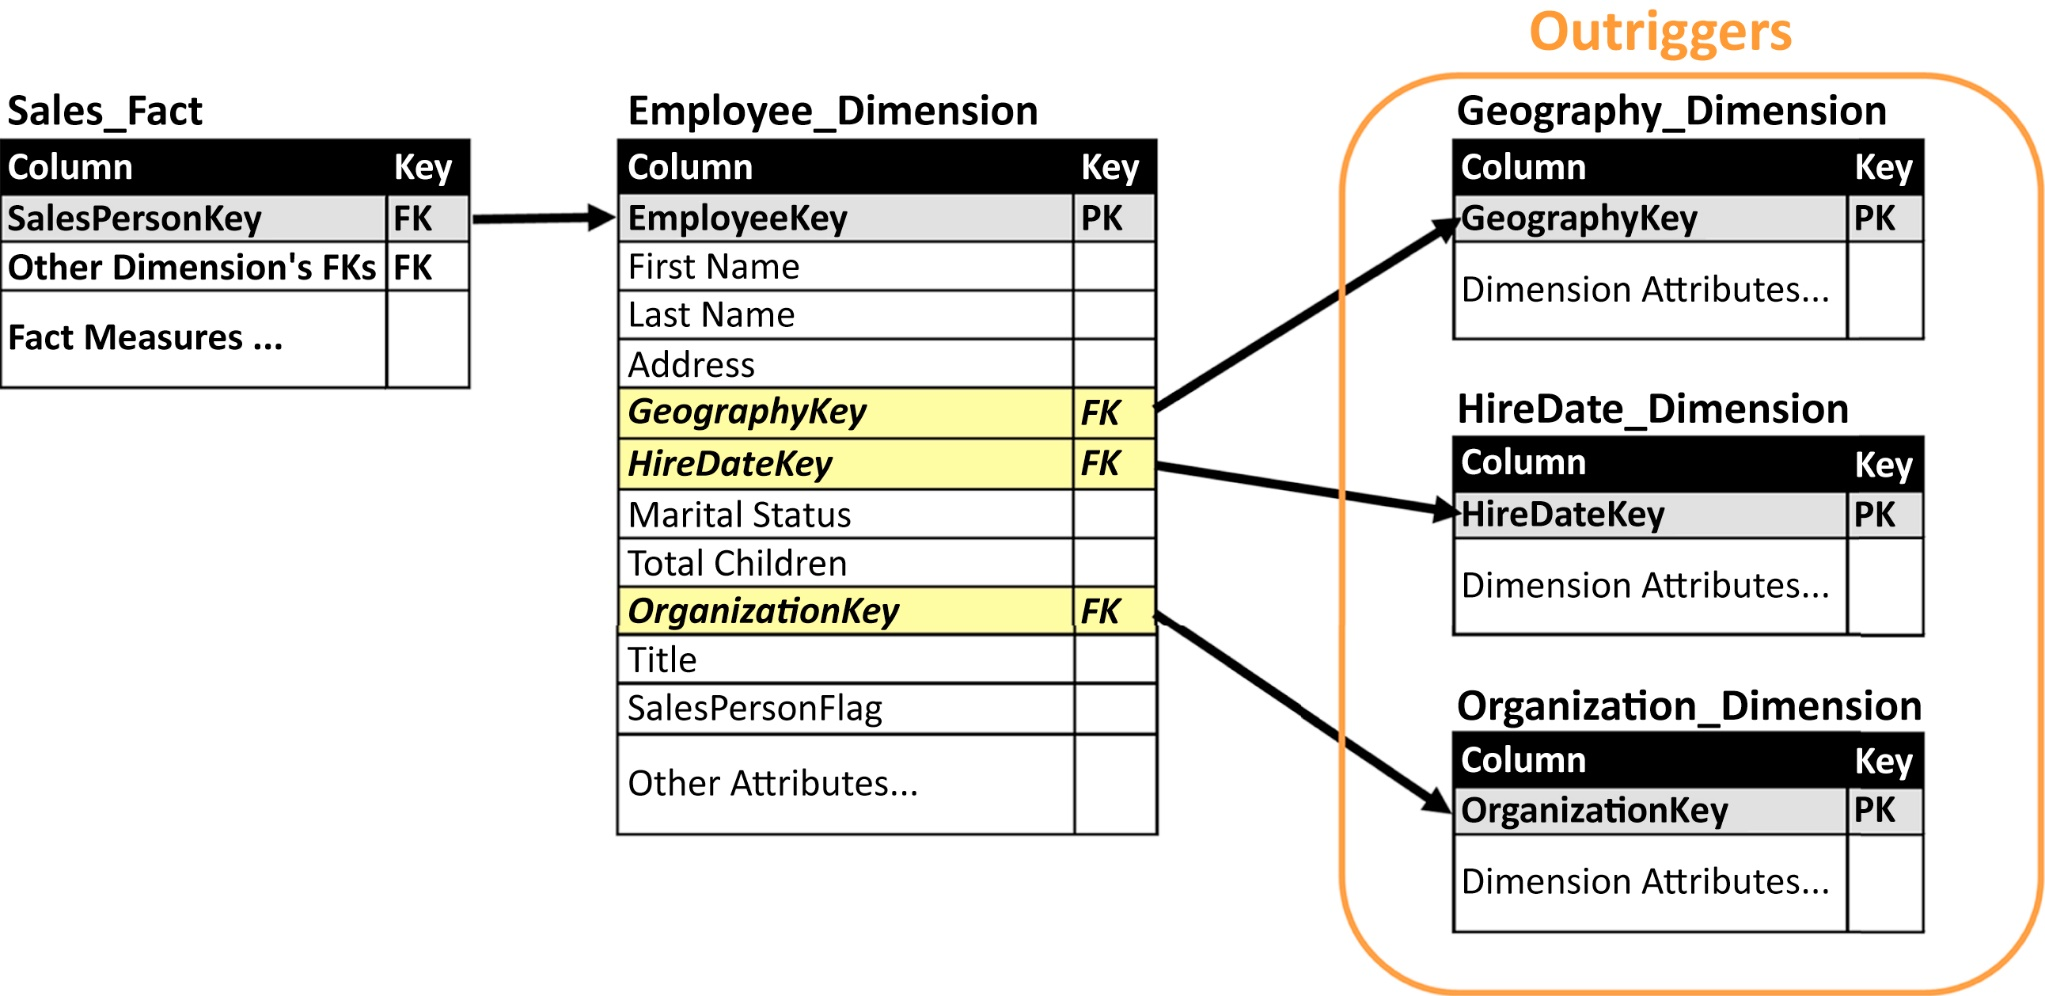 Outriggers
Sales_Fact
Column Key
SalesPersonKey FK
Other Dimension's FKs FK
Fact Measures ...
Employee_Dimension
Column Key
EmployeeKey PK
First Name
Last Name
Address
GeographyKey FK
HireDateKey FK
Marital Status
Total Children
OrganizationKey FK
Title
SalesPersonFlag
Other Attributes...
Geography_Dimension
Column Key
GeographyKey PK
Dimension Attributes...
HireDate_Dimension
Column Key
HireDateKey PK
Dimension Attributes...
Organization_Dimension
Column Key
OrganizationKey PK
Dimension Attributes...